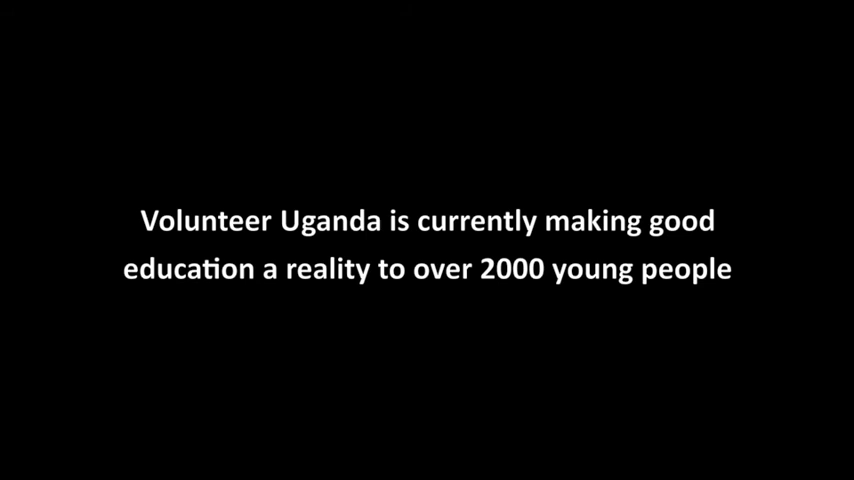 Volunteer Uganda is currently making good
education a reality to over 2000 young people